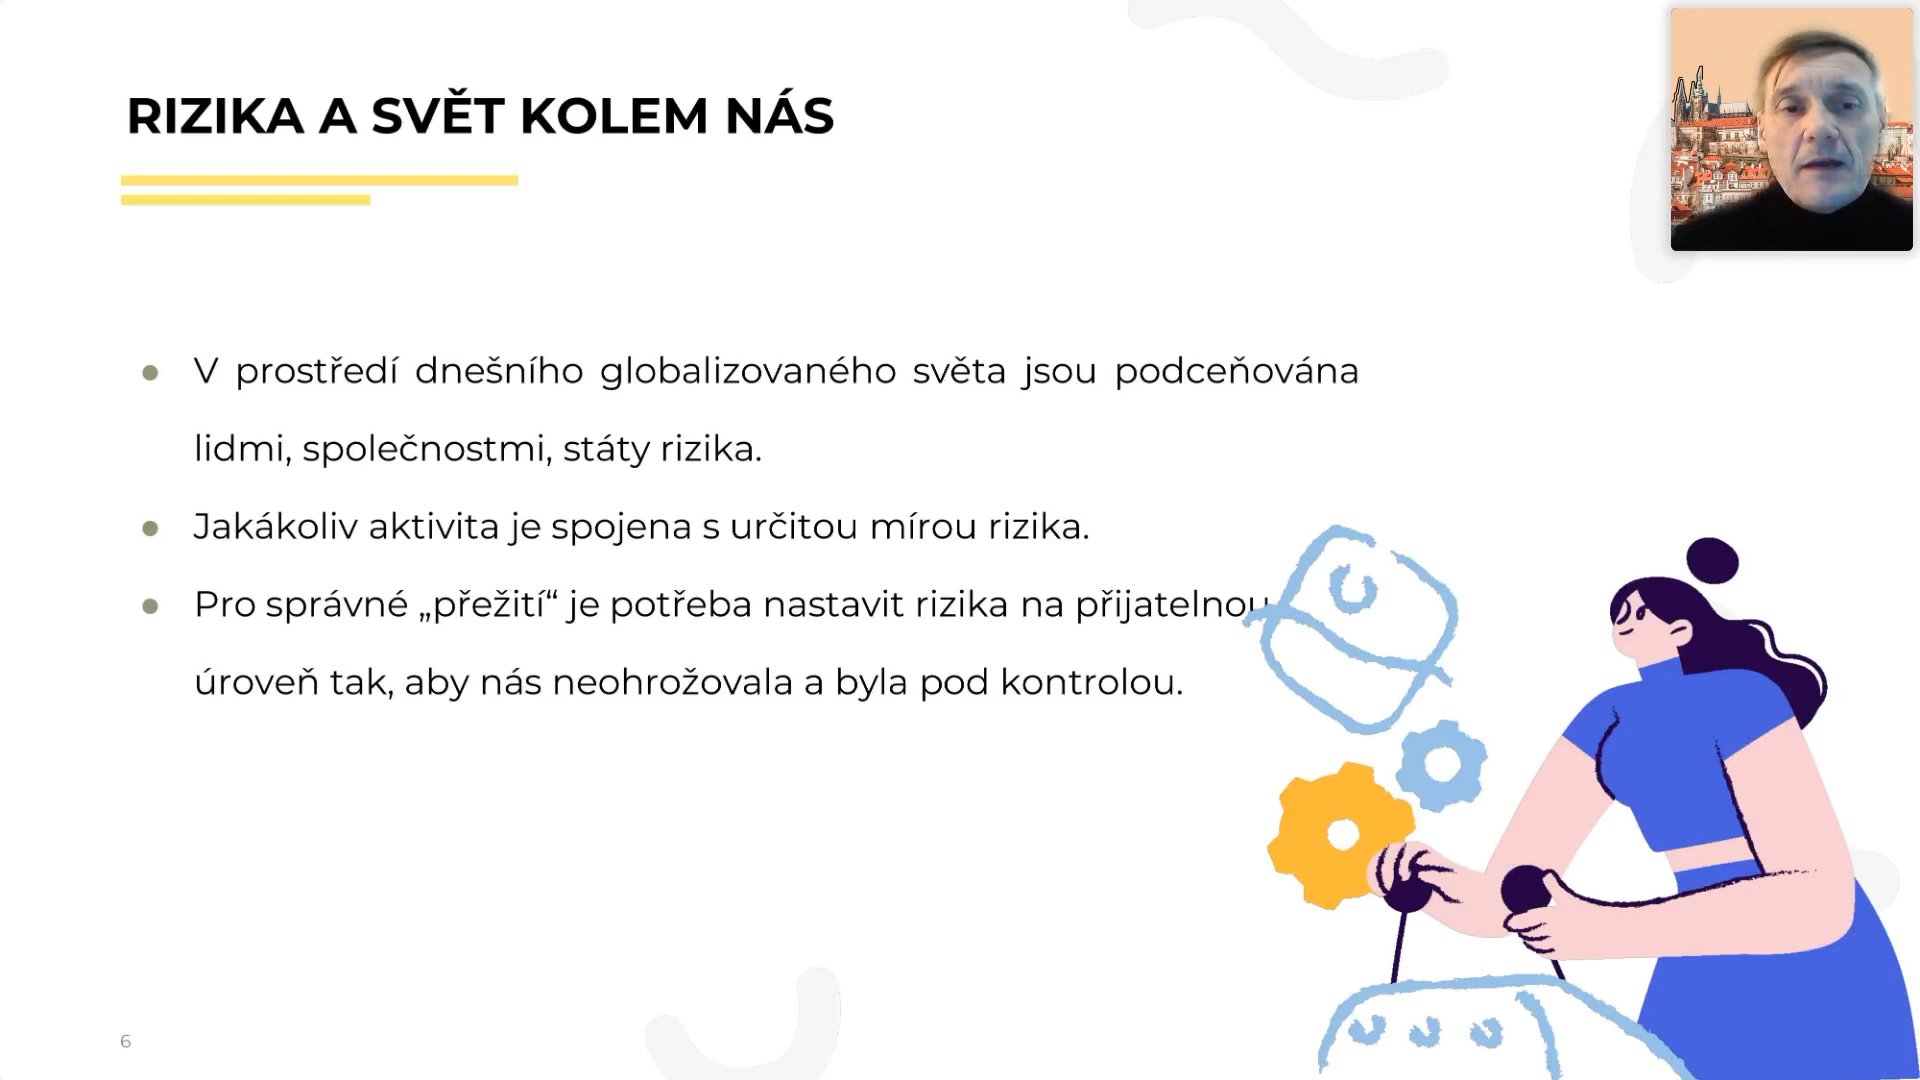 RIZIKA A SVĚT KOLEM NÁS
● V prostředí dnešního globalizovaného světa jsou podceňována
lidmi, společnostmi, státy rizika.
● Jakákoliv aktivita je spojena s určitou mírou rizika.
● Pro správné „přežití“ je potřeba nastavit rizika na přijatelnou
úroveň tak, aby nás neohrožovala a byla pod kontrolou.
6